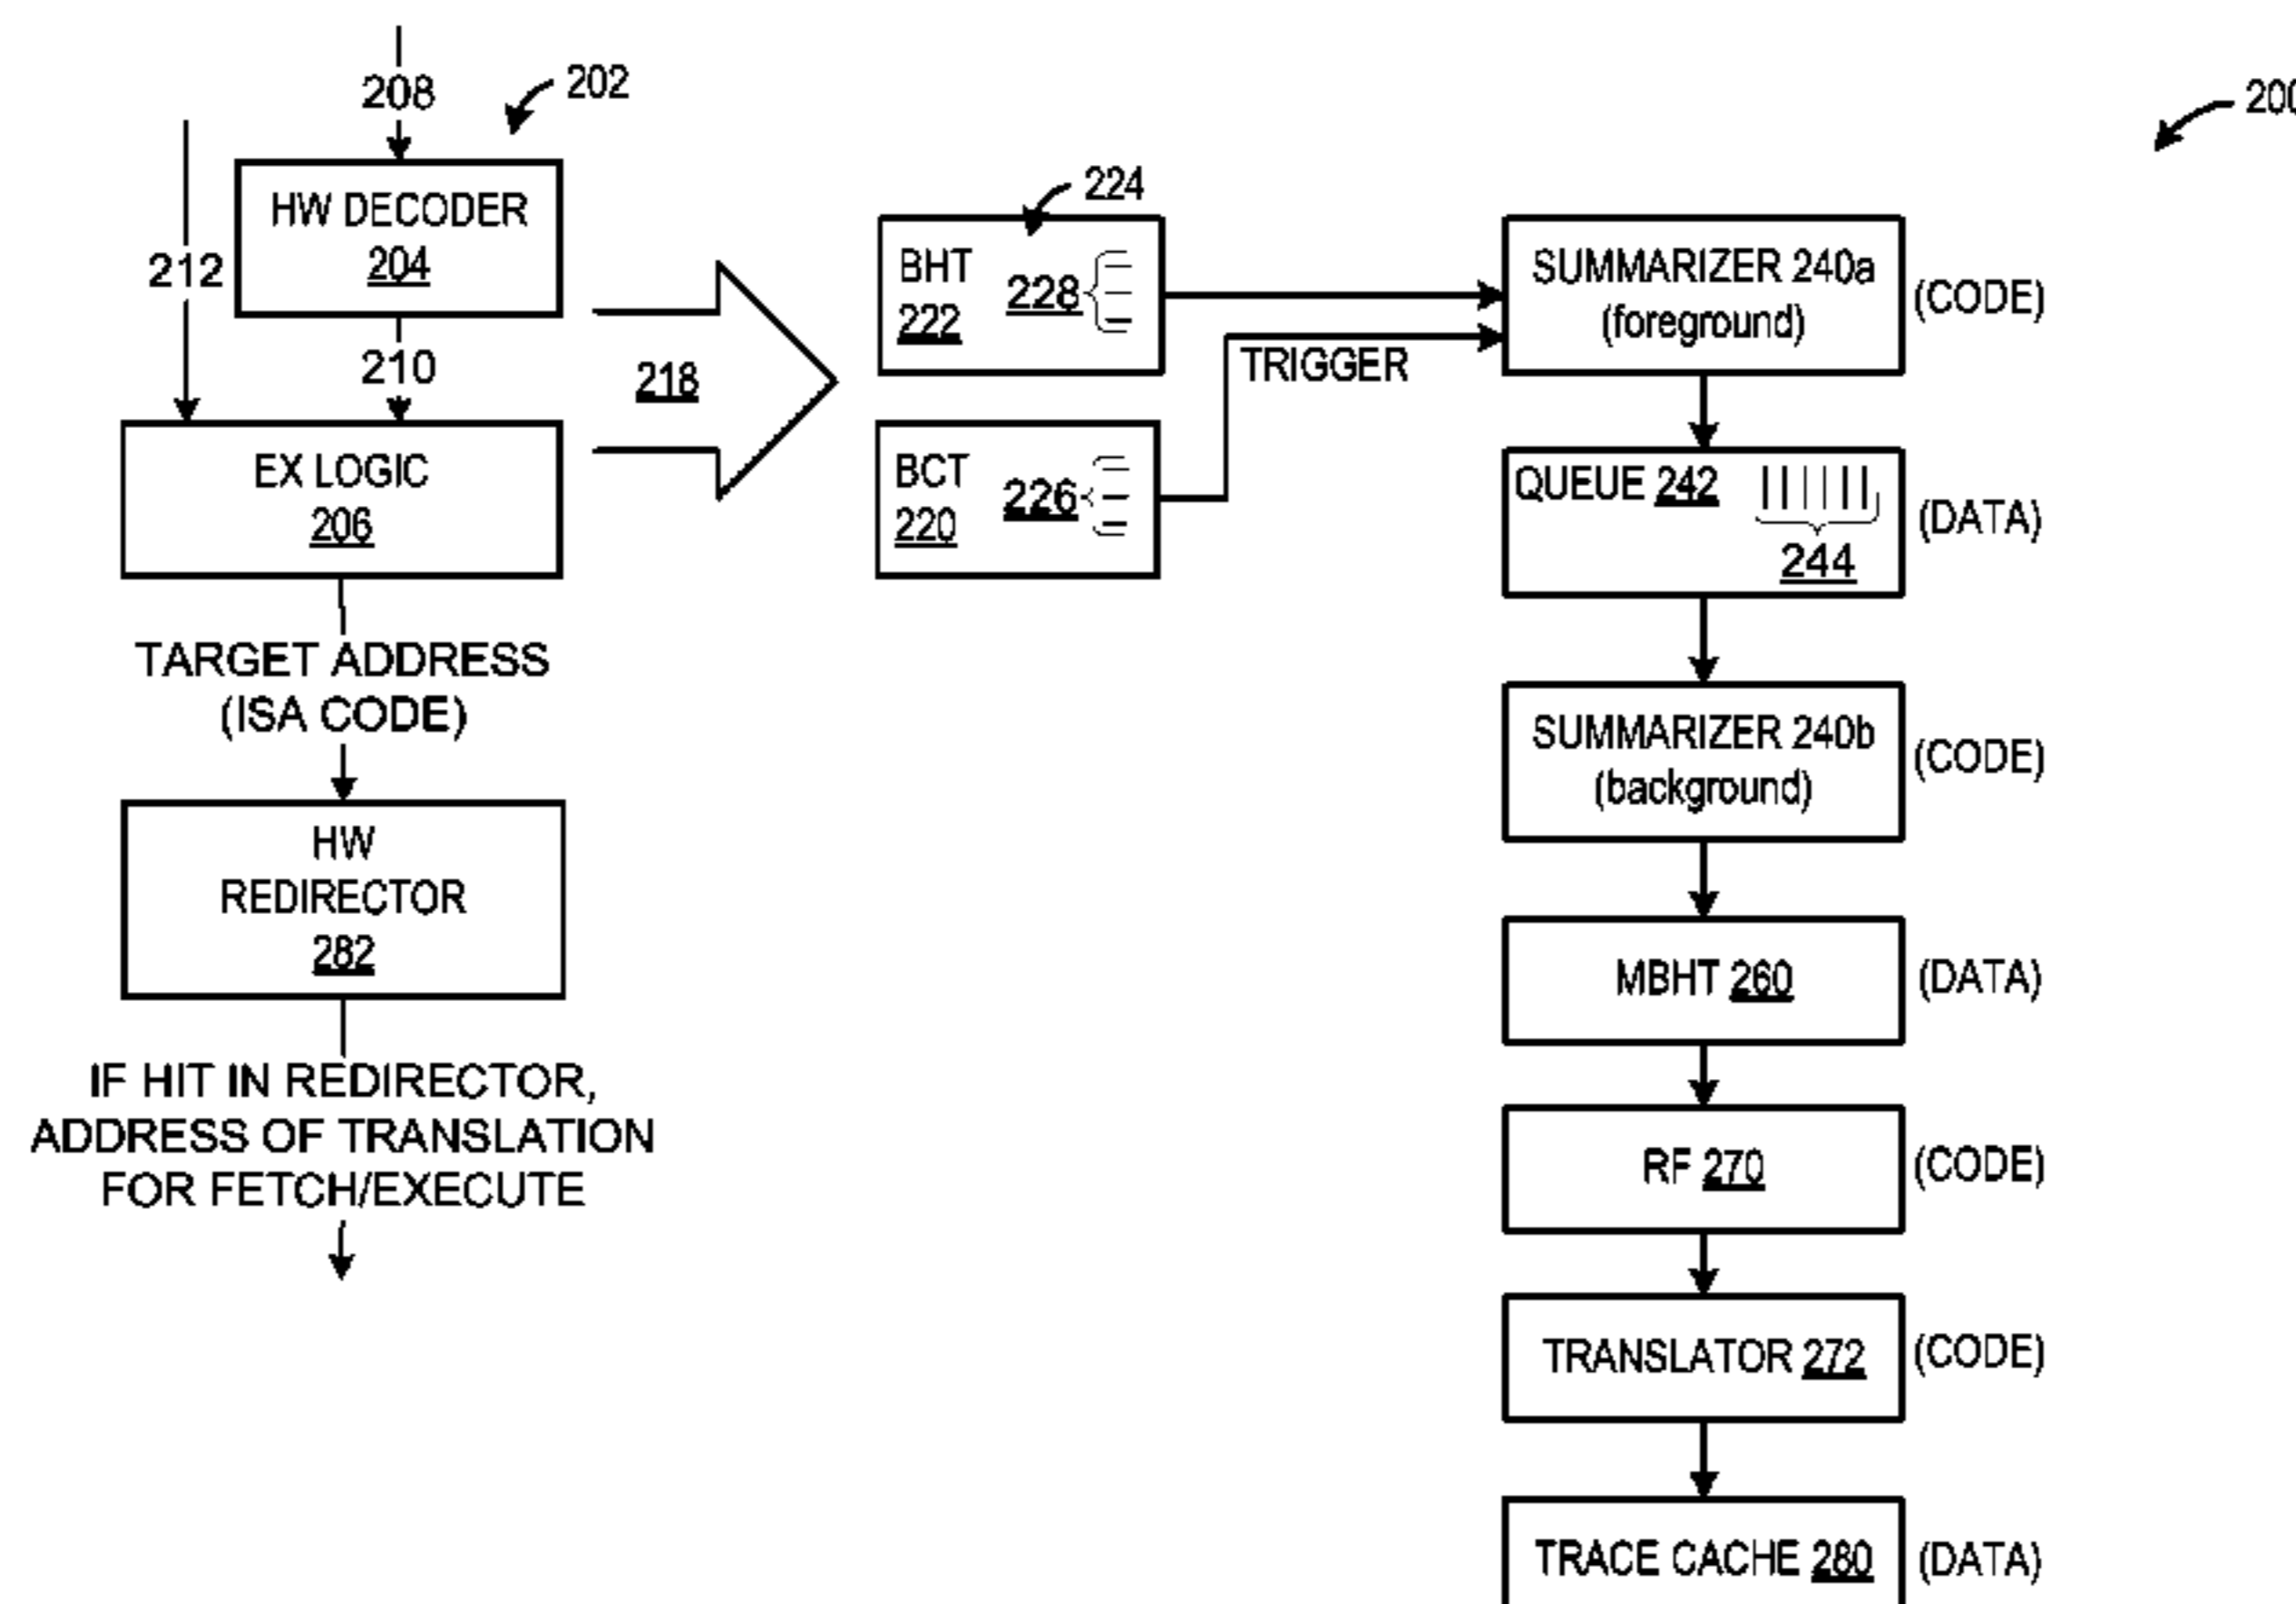 208
202
200
HW DECODER
204
212
210
EX LOGIC
206
TARGET ADDRESS
(ISA CODE)
HW
REDIRECTOR
282
IF HIT IN REDIRECTOR,
ADDRESS OF TRANSLATION
FOR FETCH/EXECUTE
218
224
BHT
222
228
TRIGGER
BCT
220
226
SUMMARIZER 240a
(foreground)
(CODE)
QUEUE 242
244
(DATA)
SUMMARIZER 240b
(background)
(CODE)
MBHT 260
(DATA)
RF 270
(CODE)
TRANSLATOR 272
(CODE)
TRACE CACHE 280
(DATA)